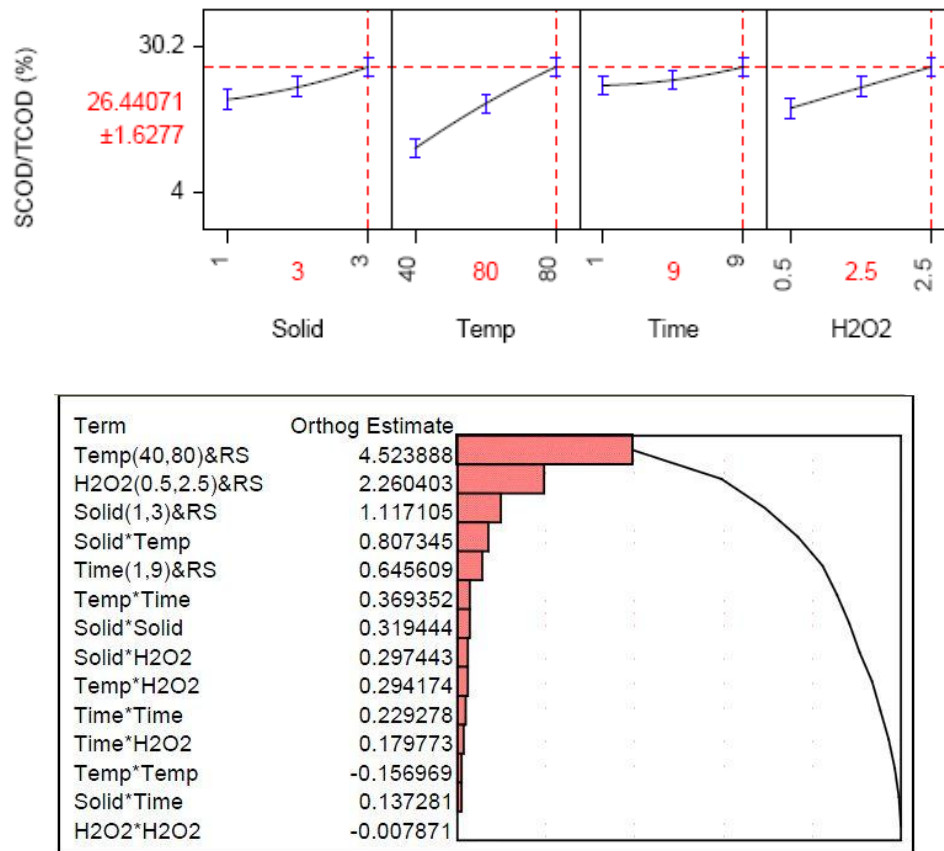 SCOD/TCOD (%)
30.2
26.44071
±1.6277
4
1 3 3 40 80 80 1 9 9 0.5 2.5 2.5
Solid Temp Time H2O2
Term Orthog Estimate
Temp(40,80)&RS 4.523888
H2O2(0.5,2.5)&RS 2.260403
Solid(1,3)&RS 1.117105
Solid*Temp 0.807345
Time(1,9)&RS 0.645609
Temp*Time 0.369352
Solid*Solid 0.319444
Solid*H2O2 0.297443
Temp*H2O2 0.294174
Time*Time 0.229278
Time*H2O2 0.179773
Temp*Temp -0.156969
Solid*Time 0.137281
H2O2*H2O2 -0.007871